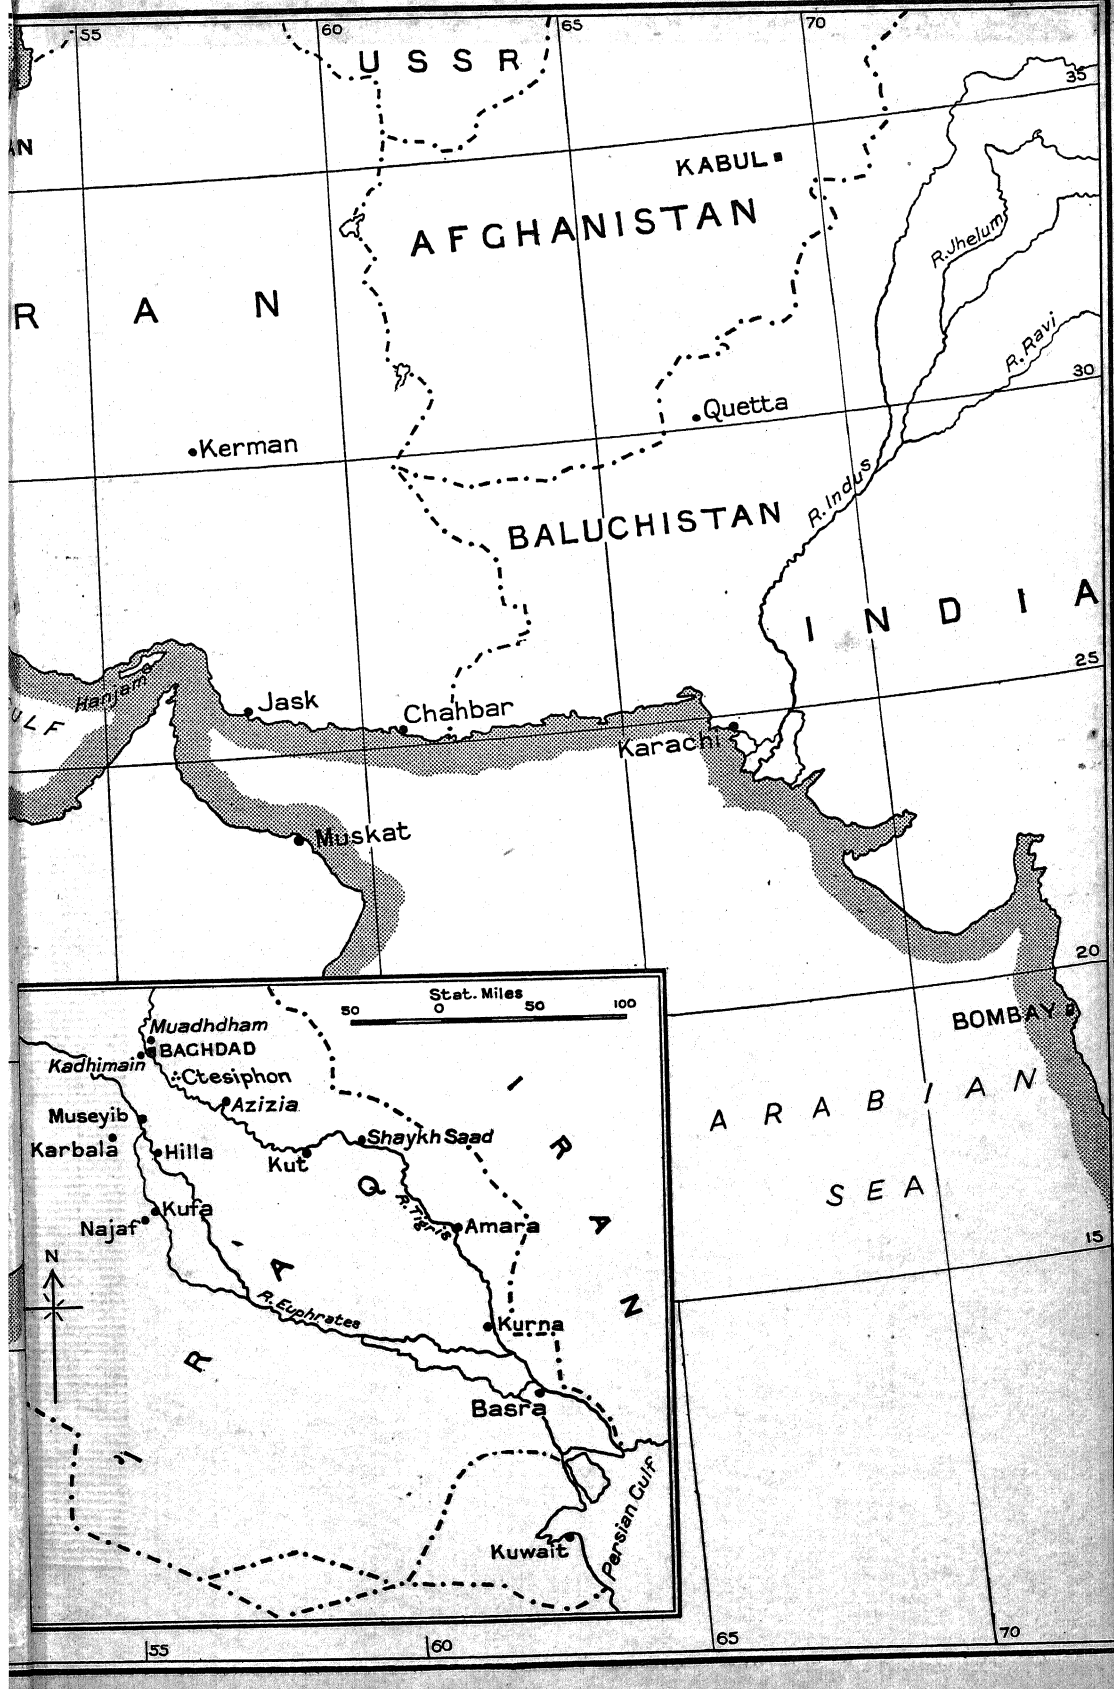 55
60
65
70
USSR
35
AN
KABUL
AFGHANISTAN
R. Jhelum
R A N
R. Ravi
30
Quetta
Kerman
R. Indus
BALUCHISTAN
INDIA
25
Hanjam
ULF
Jask
Chahbar
Karachi
Muskat
20
BOMBAY
ARABIAN
SEA
15
Stat. Miles
50 0 50 100
Muadhdham
BAGHDAD
Kadhimain
Ctesiphon
Azizia
Museyib
Karbala
Hilla
Shaykh Saad
Kut
Kufa
Najaf
R. Tigris
Amara
N
R. Euphrates
Kurna
Basra
'IRAQ
IRAN
Kuwait
Persian Gulf
55
60
65
70